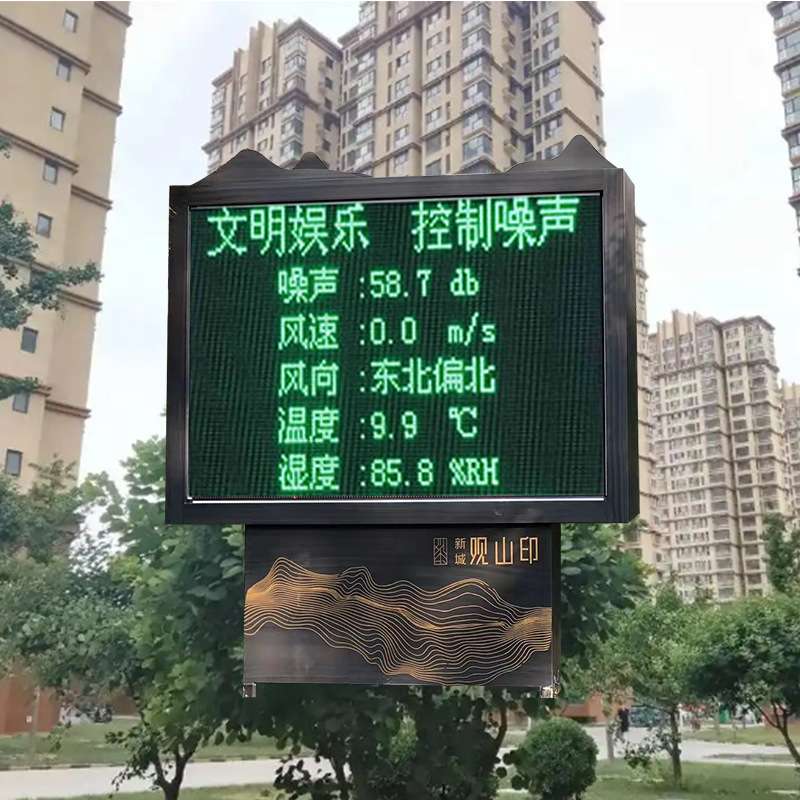 文明娱乐 控制噪声
噪声 :58.7 db
风速 :0.0 m/s
风向 :东北偏北
温度 :9.9 ℃
湿度 :85.8 %RH
新城 观山印